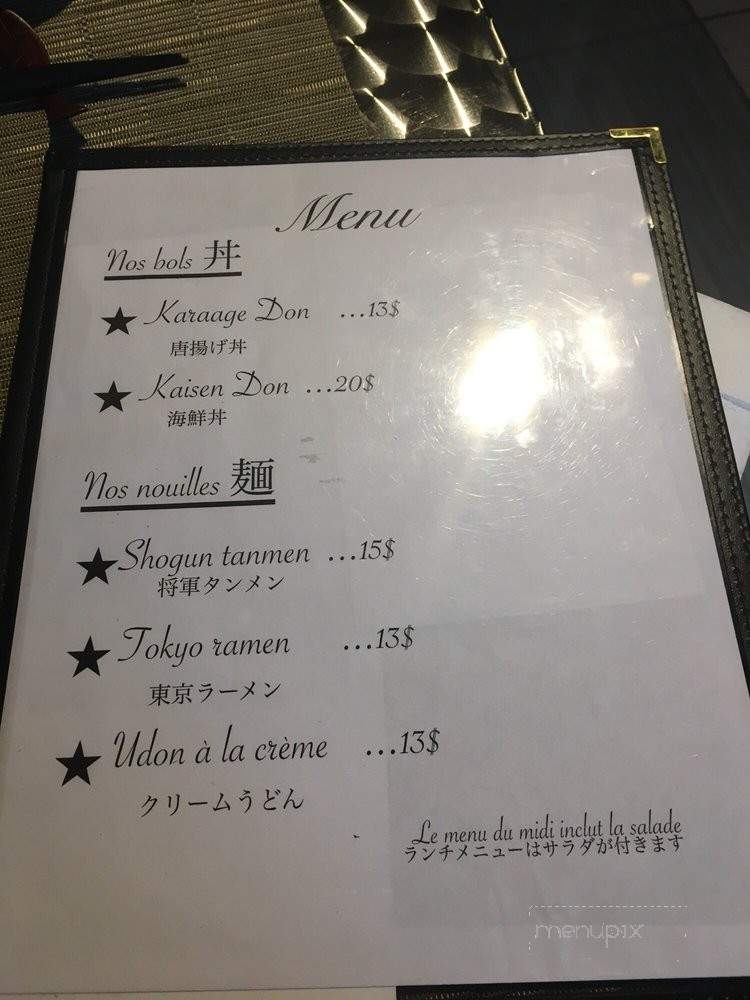 Menu
Nos bols 丼
★ Karaage Don ...13$
唐揚げ丼
★ Kaisen Don ...20$
海鮮丼
Nos nouilles 麺
★ Shogun tanmen ...15$
将軍タンメン
★ Tokyo ramen ...13$
東京ラーメン
★ Udon à la crème ...13$
クリームうどん
Le menu du midi inclut la salade
ランチメニューはサラダが付きます
menupix